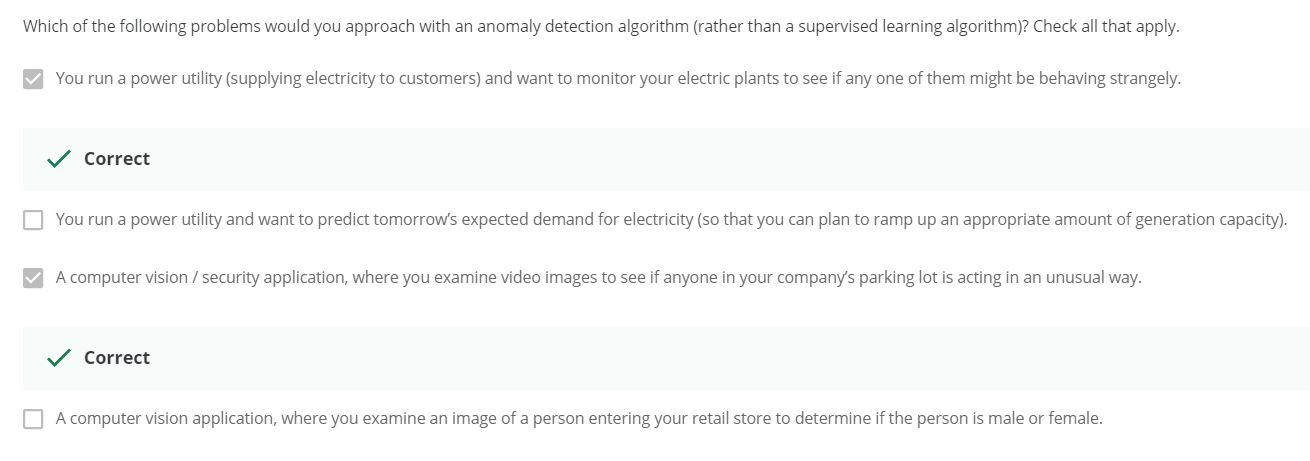 Which of the following problems would you approach with an anomaly detection algorithm (rather than a supervised learning algorithm)? Check all that apply.
You run a power utility (supplying electricity to customers) and want to monitor your electric plants to see if any one of them might be behaving strangely.
Correct
You run a power utility and want to predict tomorrow’s expected demand for electricity (so that you can plan to ramp up an appropriate amount of generation capacity).
A computer vision / security application, where you examine video images to see if anyone in your company’s parking lot is acting in an unusual way.
Correct
A computer vision application, where you examine an image of a person entering your retail store to determine if the person is male or female.